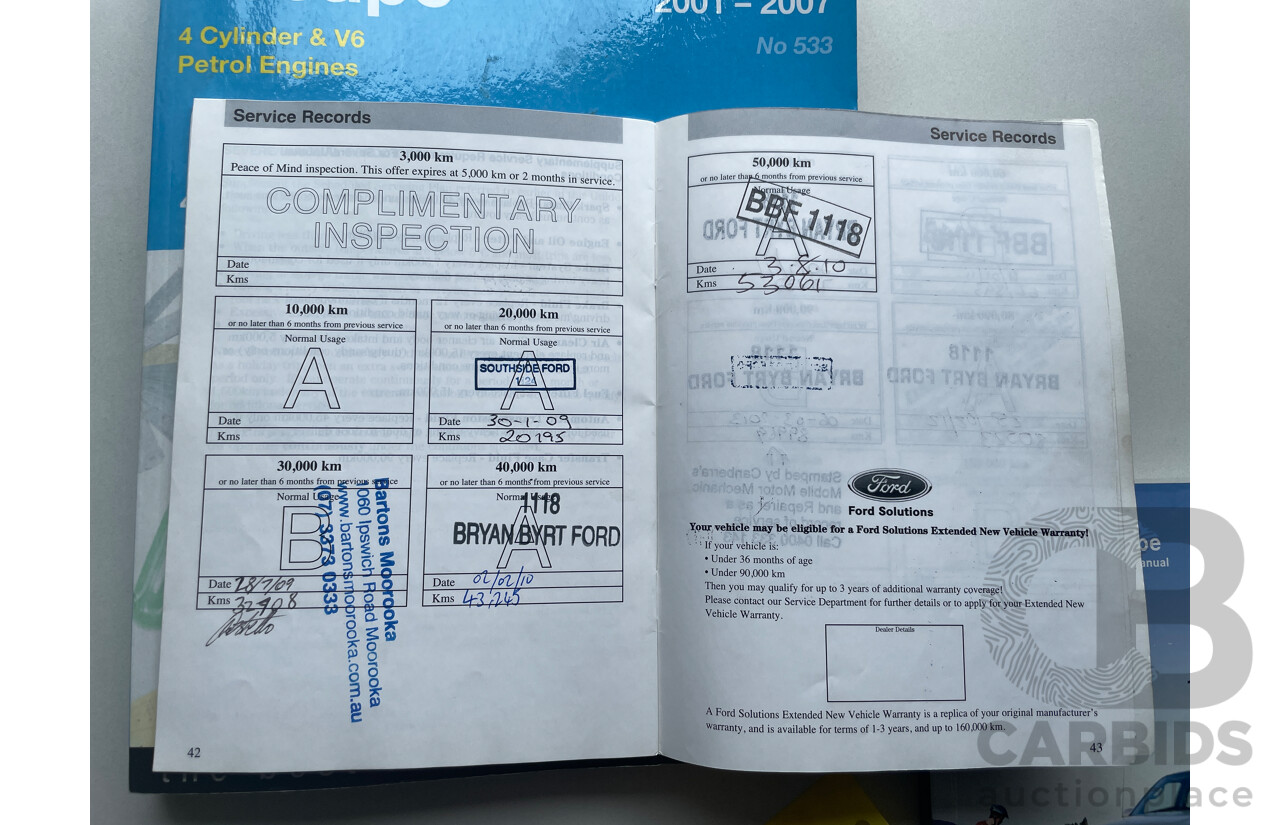 2001 – 2007
4 Cylinder & V6
Petrol Engines
No 533
Service Records
3,000 km
Peace of Mind inspection. This offer expires at 5,000 km or 2 months in service.
COMPLIMENTARY
INSPECTION
Date
Kms
10,000 km
or no later than 6 months from previous service
Normal Usage
A
Date
Kms
20,000 km
or no later than 6 months from previous service
Normal Usage
A
SOUTHSIDE FORD
Date 30-1-09
Kms 20195
30,000 km
or no later than 6 months from previous service
Normal
B
Date 28/7/09
Kms 32908
Bartons Moorooka
1060 Ipswich Road Moorooka
www.bartonsmoorooka.com.au
(07) 3273 0333
40,000 km
or no later than 6 months from previous service
Normal Usage
A
1118
BRYAN BYRT FORD
Date 02/02/10
Kms 43,245
42
Service Records
50,000 km
or no later than 6 months from previous service
Normal Usage
A
BBF 1118
Date 3.8.10
Kms 53061
Ford
Ford Solutions
Your vehicle may be eligible for a Ford Solutions Extended New Vehicle Warranty!
If your vehicle is:
• Under 36 months of age
• Under 90,000 km
Then you may qualify for up to 3 years of additional warranty coverage!
Please contact our Service Department for further details or to apply for your Extended New
Vehicle Warranty.
Dealer Details
A Ford Solutions Extended New Vehicle Warranty is a replica of your original manufacturer's
warranty, and is available for terms of 1-3 years, and up to 160,000 km.
43
CARBIDS
auctionplace